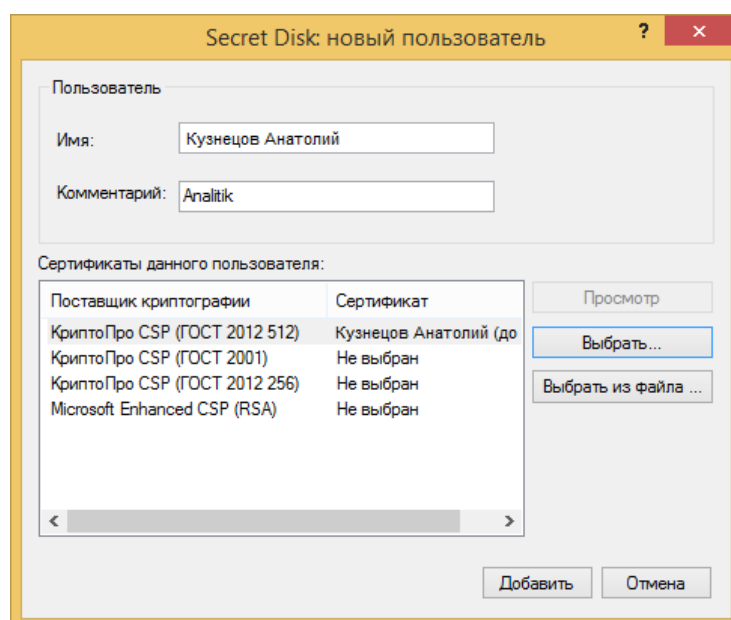 Secret Disk: новый пользователь ? ×
Пользователь
Имя: Кузнецов Анатолий
Комментарий: Analitik
Сертификаты данного пользователя:
Поставщик криптографии Сертификат
КриптоПро CSP (ГОСТ 2012 512) Кузнецов Анатолий (до
КриптоПро CSP (ГОСТ 2001) Не выбран
КриптоПро CSP (ГОСТ 2012 256) Не выбран
Microsoft Enhanced CSP (RSA) Не выбран
Просмотр
Выбрать...
Выбрать из файла ...
Добавить Отмена